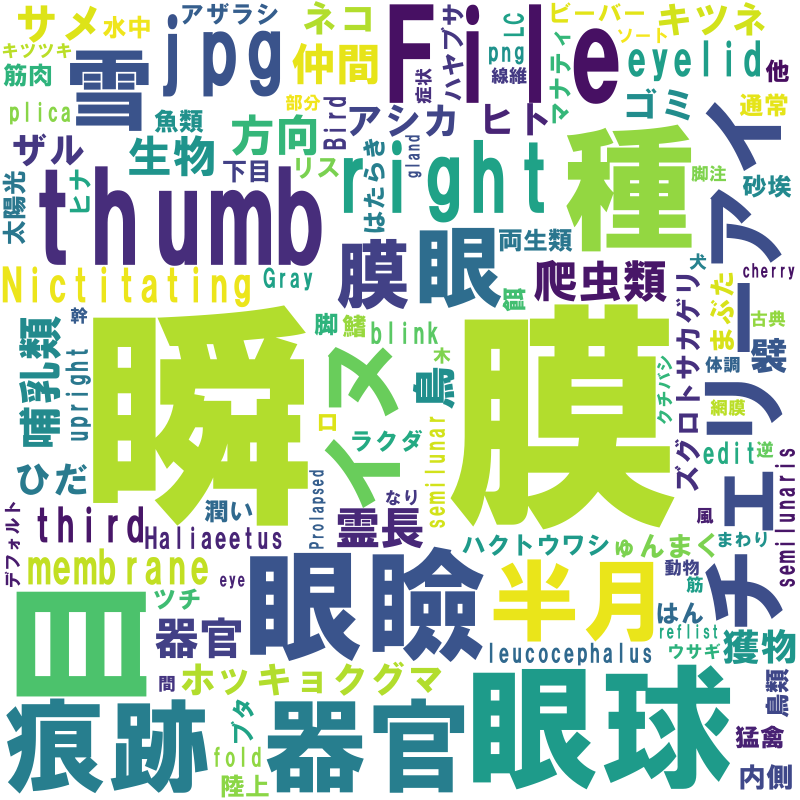 サメ
水中
アザラシ
ネコ
ビーバー
キツネ
キツツキ
雪
jpg
仲間
File
症状
ハヤブサ
LC
png
ソート
線維
マナティ
eyelid
他
筋肉
plica
魚類
部分
Bird
アシカ
ヒト
ゴミ
通常
ザル
生物
方向
下目
リス
はたらき
gland
right
種
脚注
砂埃
アイ
太陽光
ヒナ
thumb
膜
眼
両生類
爬虫類
Nictitating
Gray
餌
ズグロトサカゲリ
まぶた
犬
cherry
幹
哺乳類
upright
瞬膜
脚
鰭
blink
鳥
木
クチバシ
チェリーアイ
体調
古典
襞
網膜
イヌ
ロ
ラクダ
semilunar
なり
edit
逆
ひだ
潤い
Prolapsed
霊長
風
semilunaris
デフォルト
third
Haliaeetus
ハクトウワシ
ゅんまく
まわり
membrane
eye
眼瞼
半月
動物
筋
目
ツチ
器官
はん
reflist
ウサギ
leucocephalus
獲物
間
ホッキョクグマ
痕跡
ブタ
fold
陸上
器官
眼球
鳥類
猛禽
内側